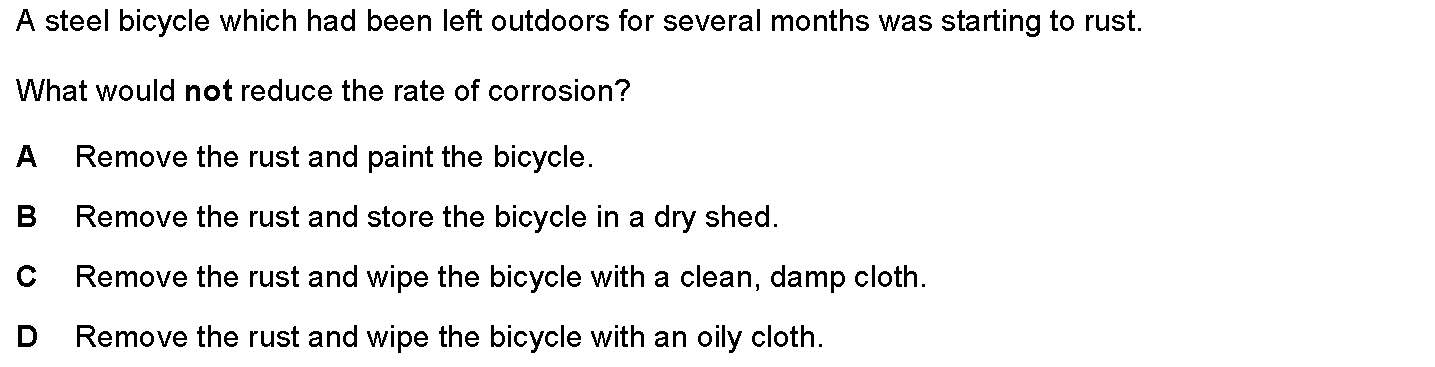 A steel bicycle which had been left outdoors for several months was starting to rust.
What would not reduce the rate of corrosion?
A Remove the rust and paint the bicycle.
B Remove the rust and store the bicycle in a dry shed.
C Remove the rust and wipe the bicycle with a clean, damp cloth.
D Remove the rust and wipe the bicycle with an oily cloth.